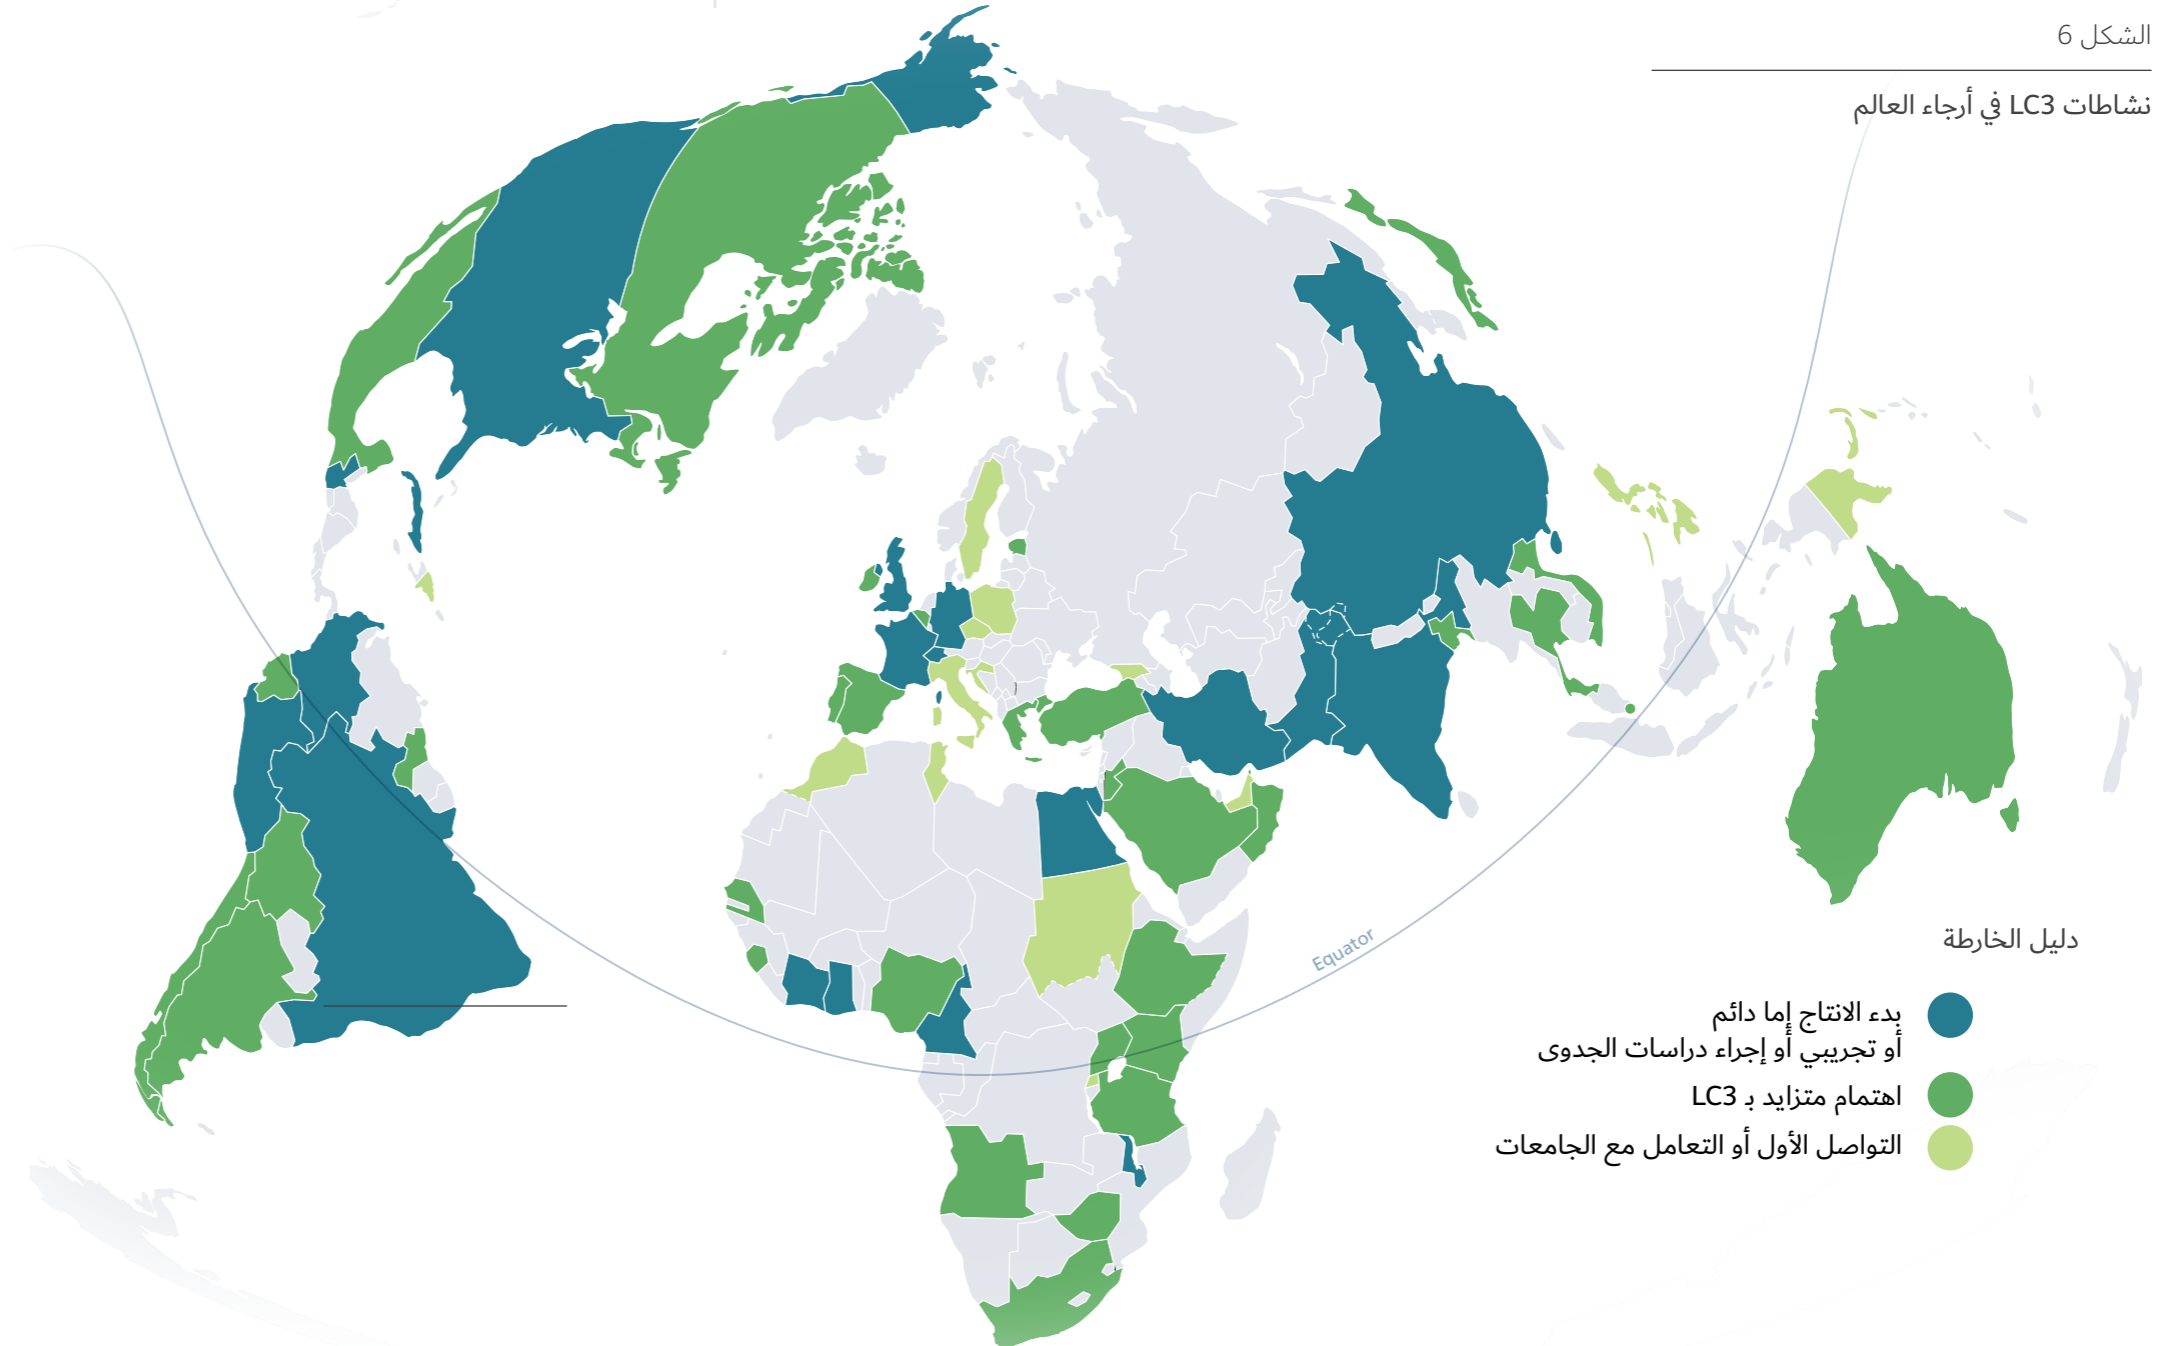 الشكل 6
نشاطات LC3 في أرجاء العالم
Equator
دليل الخارطة
بدء الانتاج إما دائم
أو تجريبي أو إجراء دراسات الجدوى
اهتمام متزايد بـ LC3
التواصل الأول أو التعامل مع الجامعات